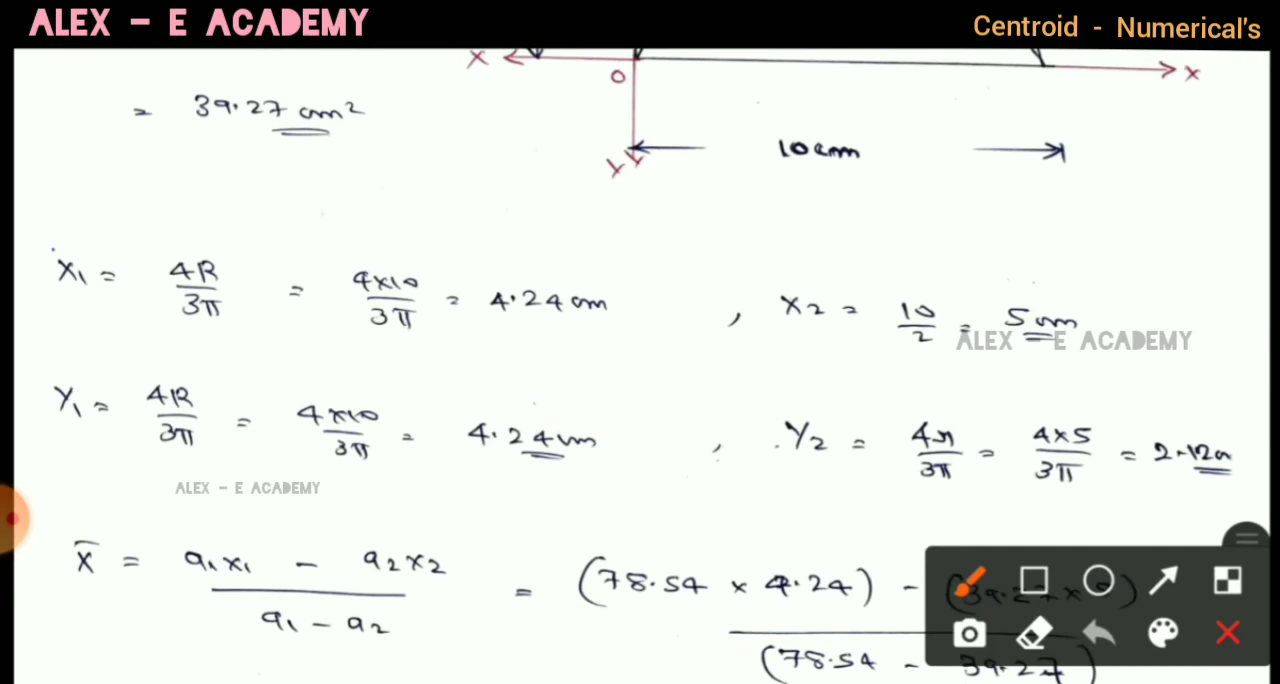 ALEX - E ACADEMY
Centroid - Numerical's
X X
O
= 39.27 cm²
Y
10 cm
X₁ = 4R/3π = 4×10/3π = 4.24 cm , X₂ = 10/2 = 5 cm
ALEX - E ACADEMY
Y₁ = 4R/3π = 4×10/3π = 4.24 cm , Y₂ = 4r/3π = 4×5/3π = 2.12
ALEX - E ACADEMY
X̄ = a₁x₁ - a₂x₂ / a₁ - a₂ = (78.54 × 4.24) - (39.27 × 5) / (78.54 - 39.27)